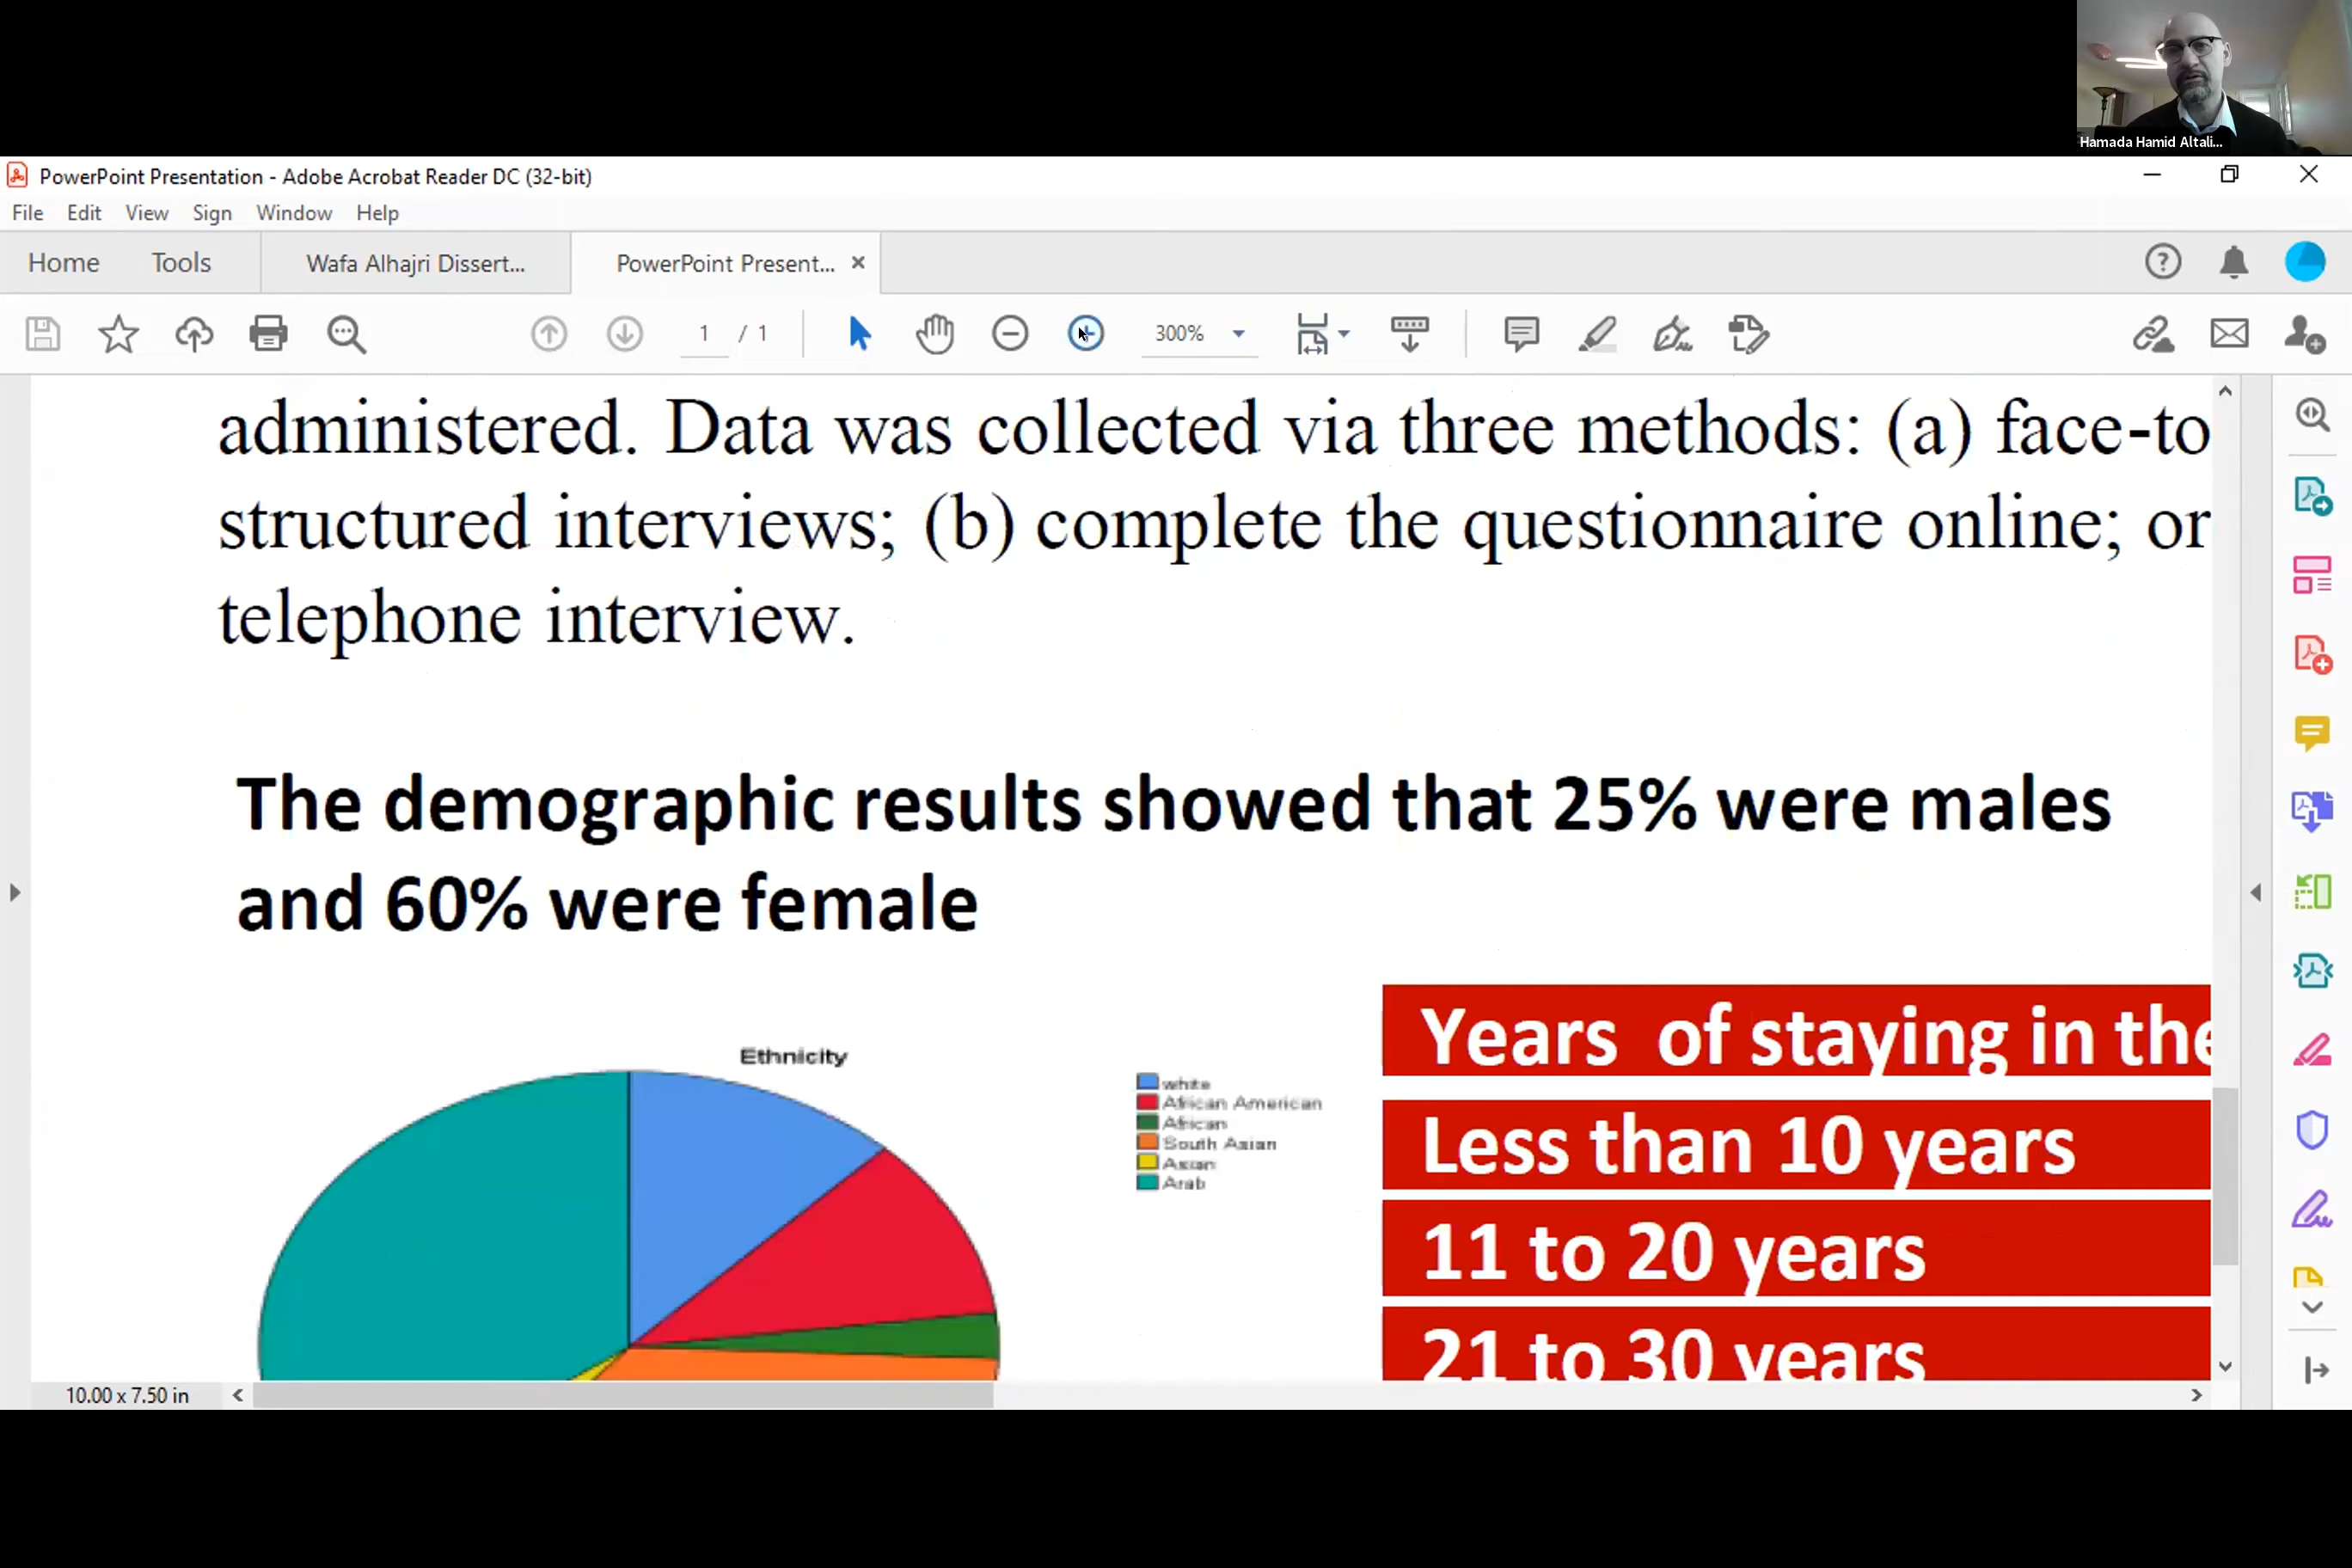 Hamada Hamid Altali...
PowerPoint Presentation - Adobe Acrobat Reader DC (32-bit)
File Edit View Sign Window Help
Home Tools Wafa Alhajri Dissert... PowerPoint Present...
1 / 1 300%
administered. Data was collected via three methods: (a) face-to
structured interviews; (b) complete the questionnaire online; or
telephone interview.
The demographic results showed that 25% were males
and 60% were female
Ethnicity
white
African American
African
South Asian
Asian
Arab
Years of staying in the
Less than 10 years
11 to 20 years
21 to 30 years
10.00 x 7.50 in